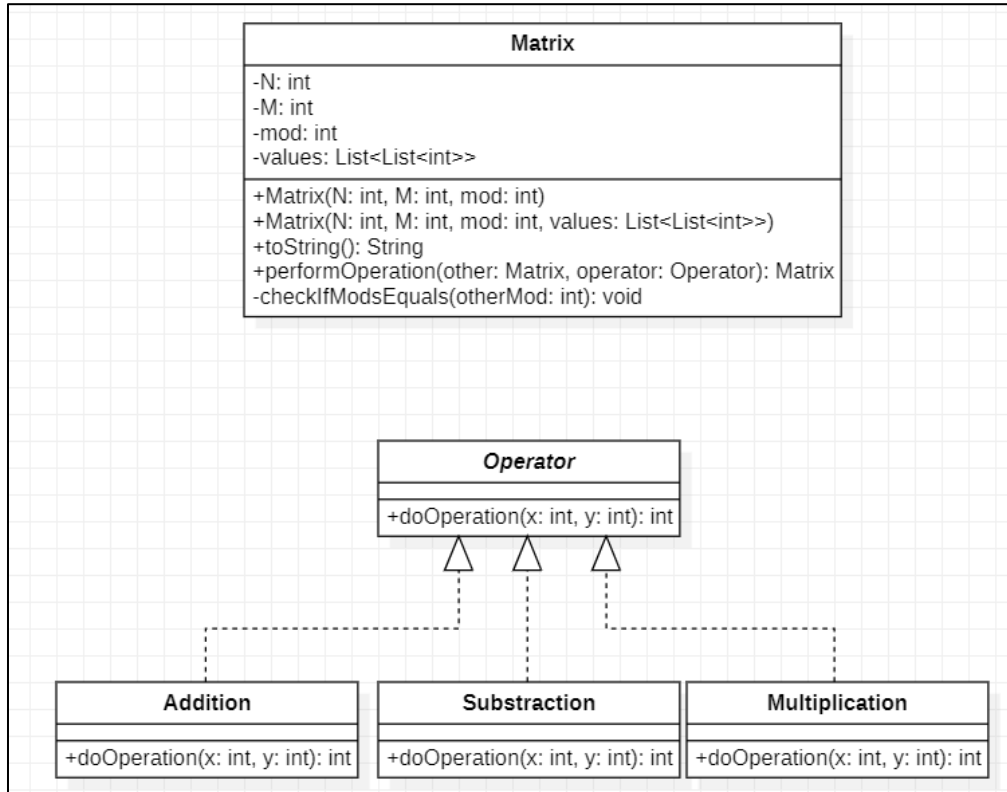 Matrix
-N: int
-M: int
-mod: int
-values: List<List<int>>
+Matrix(N: int, M: int, mod: int)
+Matrix(N: int, M: int, mod: int, values: List<List<int>>)
+toString(): String
+performOperation(other: Matrix, operator: Operator): Matrix
-checkIfModsEquals(otherMod: int): void
Operator
+doOperation(x: int, y: int): int
Addition
+doOperation(x: int, y: int): int
Substraction
+doOperation(x: int, y: int): int
Multiplication
+doOperation(x: int, y: int): int